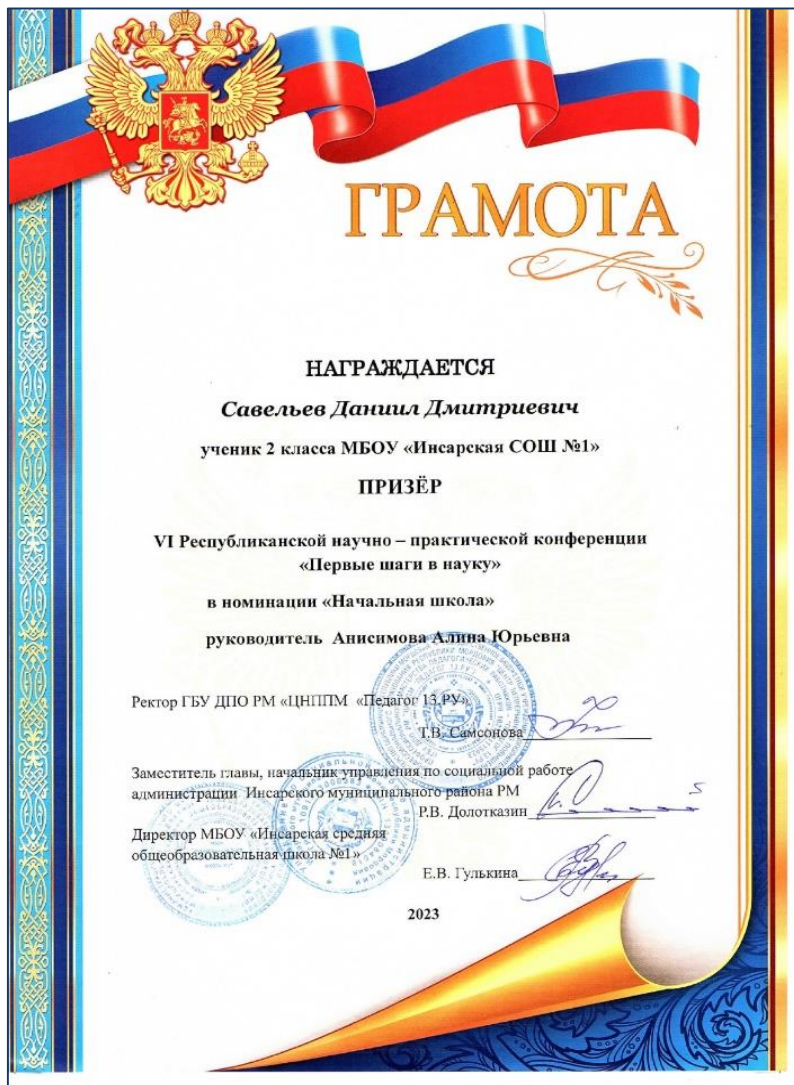 ГРАМОТА
НАГРАЖДАЕТСЯ
Савельев Даниил Дмитриевич
ученик 2 класса МБОУ «Инсарская СОШ №1»
ПРИЗЁР
VI Республиканской научно – практической конференции
«Первые шаги в науку»
в номинации «Начальная школа»
руководитель Анисимова Алина Юрьевна
Ректор ГБУ ДПО РМ «ЦНППМ «Педагог 13.РУ»
Т.В. Самсонова
Заместитель главы, начальник управления по социальной работе
администрации Инсарского муниципального района РМ
Р.В. Долотказин
Директор МБОУ «Инсарская средняя
общеобразовательная школа №1»
Е.В. Гулькина
2023